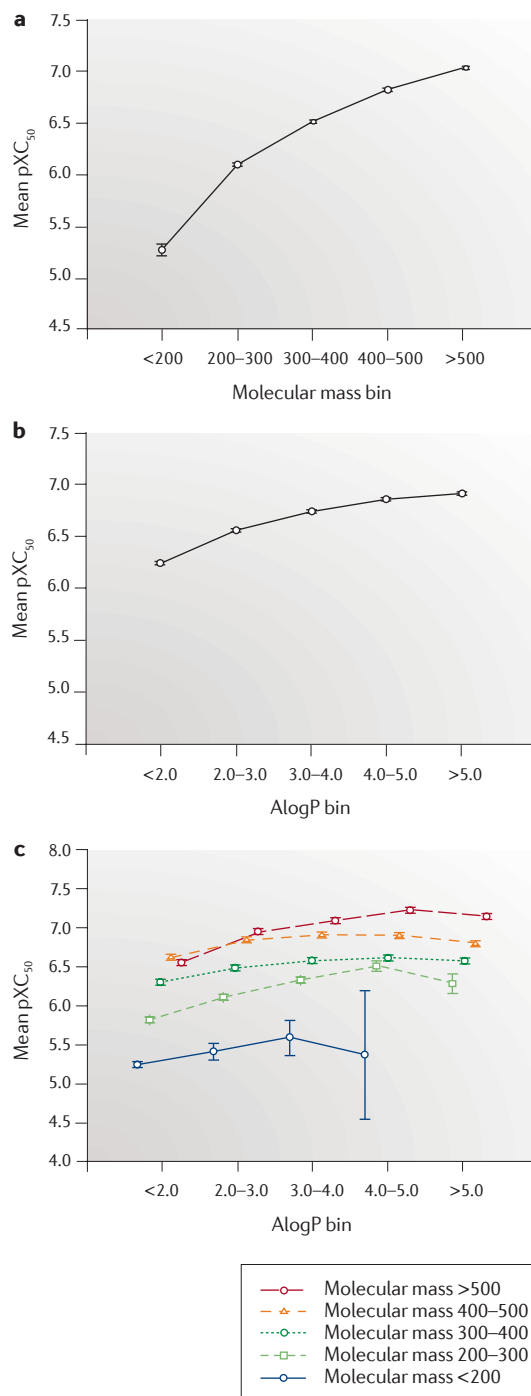 a
7.5
7.0
6.5
6.0
5.5
5.0
4.5
Mean pXC50
<200 200–300 300–400 400–500 >500
Molecular mass bin
b
7.5
7.0
6.5
6.0
5.5
5.0
4.5
Mean pXC50
<2.0 2.0–3.0 3.0–4.0 4.0–5.0 >5.0
AlogP bin
c
8.0
7.5
7.0
6.5
6.0
5.5
5.0
4.5
4.0
Mean pXC50
<2.0 2.0–3.0 3.0–4.0 4.0–5.0 >5.0
AlogP bin
Molecular mass >500
Molecular mass 400–500
Molecular mass 300–400
Molecular mass 200–300
Molecular mass <200